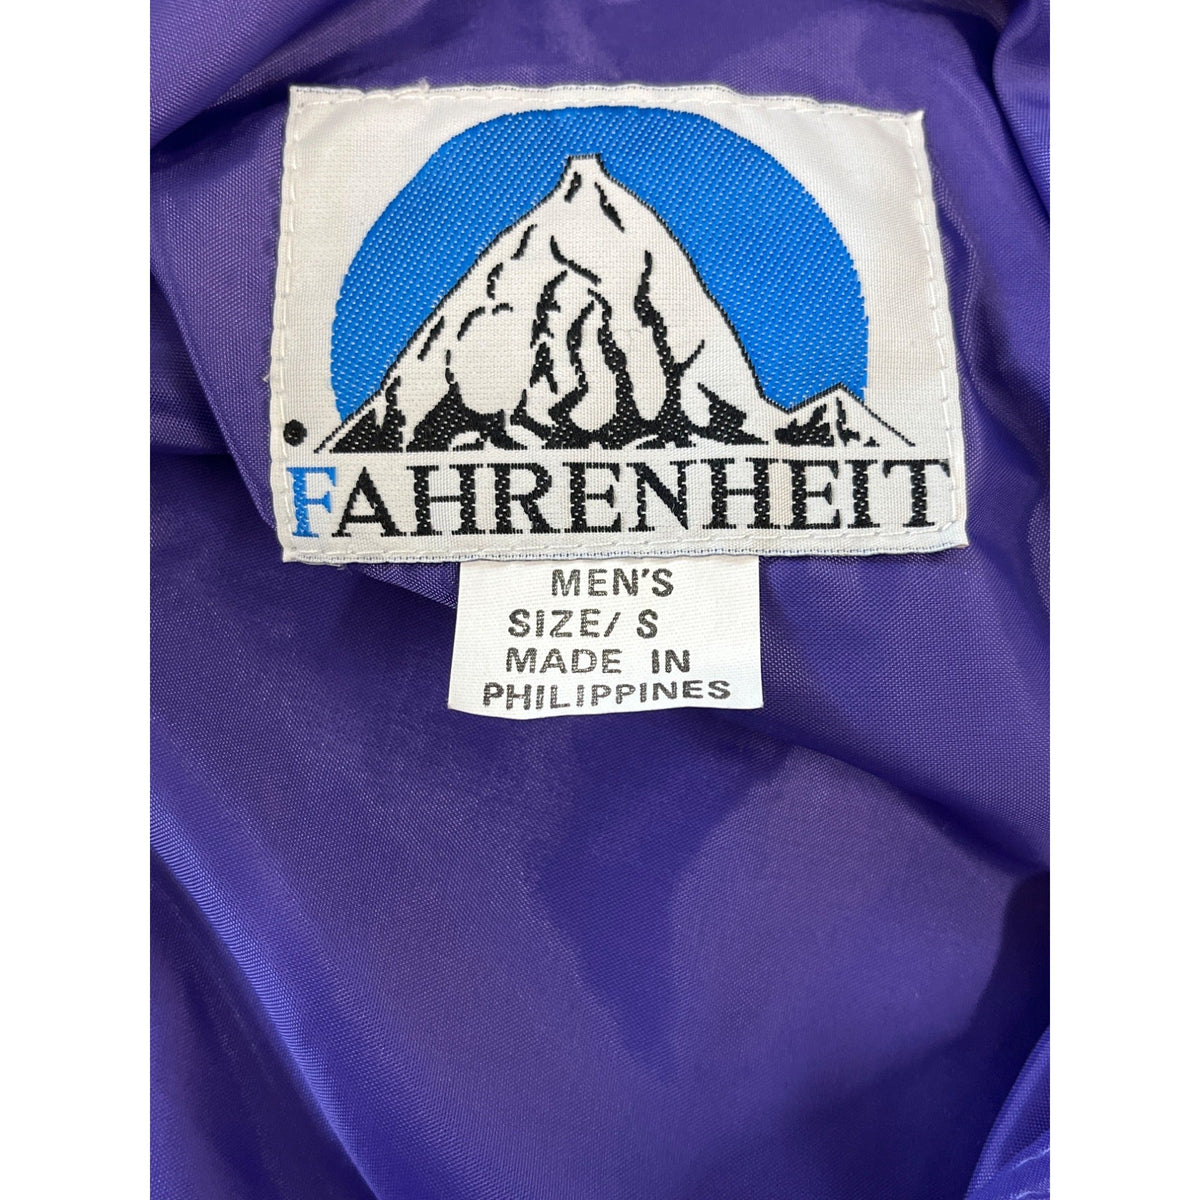 FAHRENHEIT
MEN'S
SIZE/ S
MADE IN
PHILIPPINES